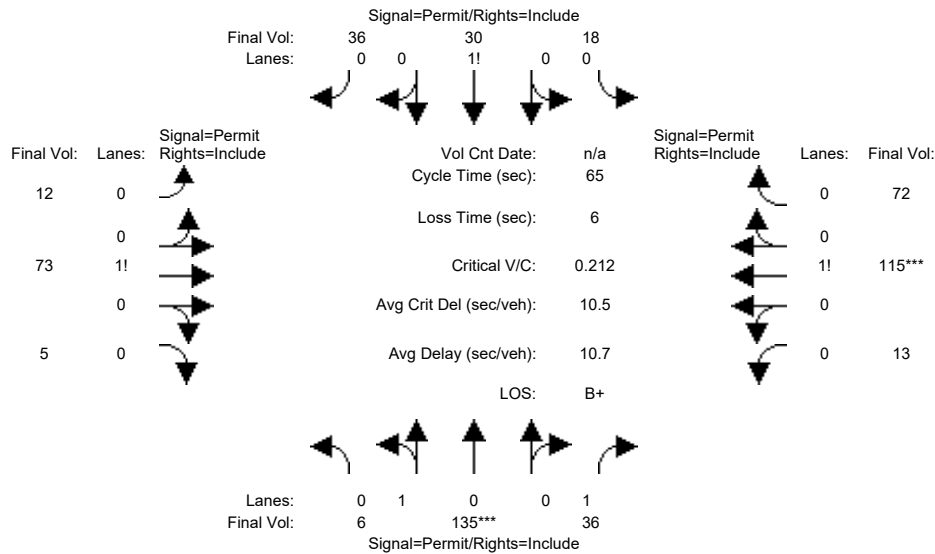 Signal=Permit/Rights=Include
Final Vol: 36 30 18
Lanes: 0 0 1! 0 0
Signal=Permit Signal=Permit
Final Vol: Lanes: Rights=Include Vol Cnt Date: n/a Rights=Include Lanes: Final Vol:
Cycle Time (sec): 65
12 0 0 72
Loss Time (sec): 6
0 0
73 1! Critical V/C: 0.212 1! 115***
0 Avg Crit Del (sec/veh): 10.5 0
5 0 Avg Delay (sec/veh): 10.7 0 13
LOS: B+
Lanes: 0 1 0 0 1
Final Vol: 6 135*** 36
Signal=Permit/Rights=Include